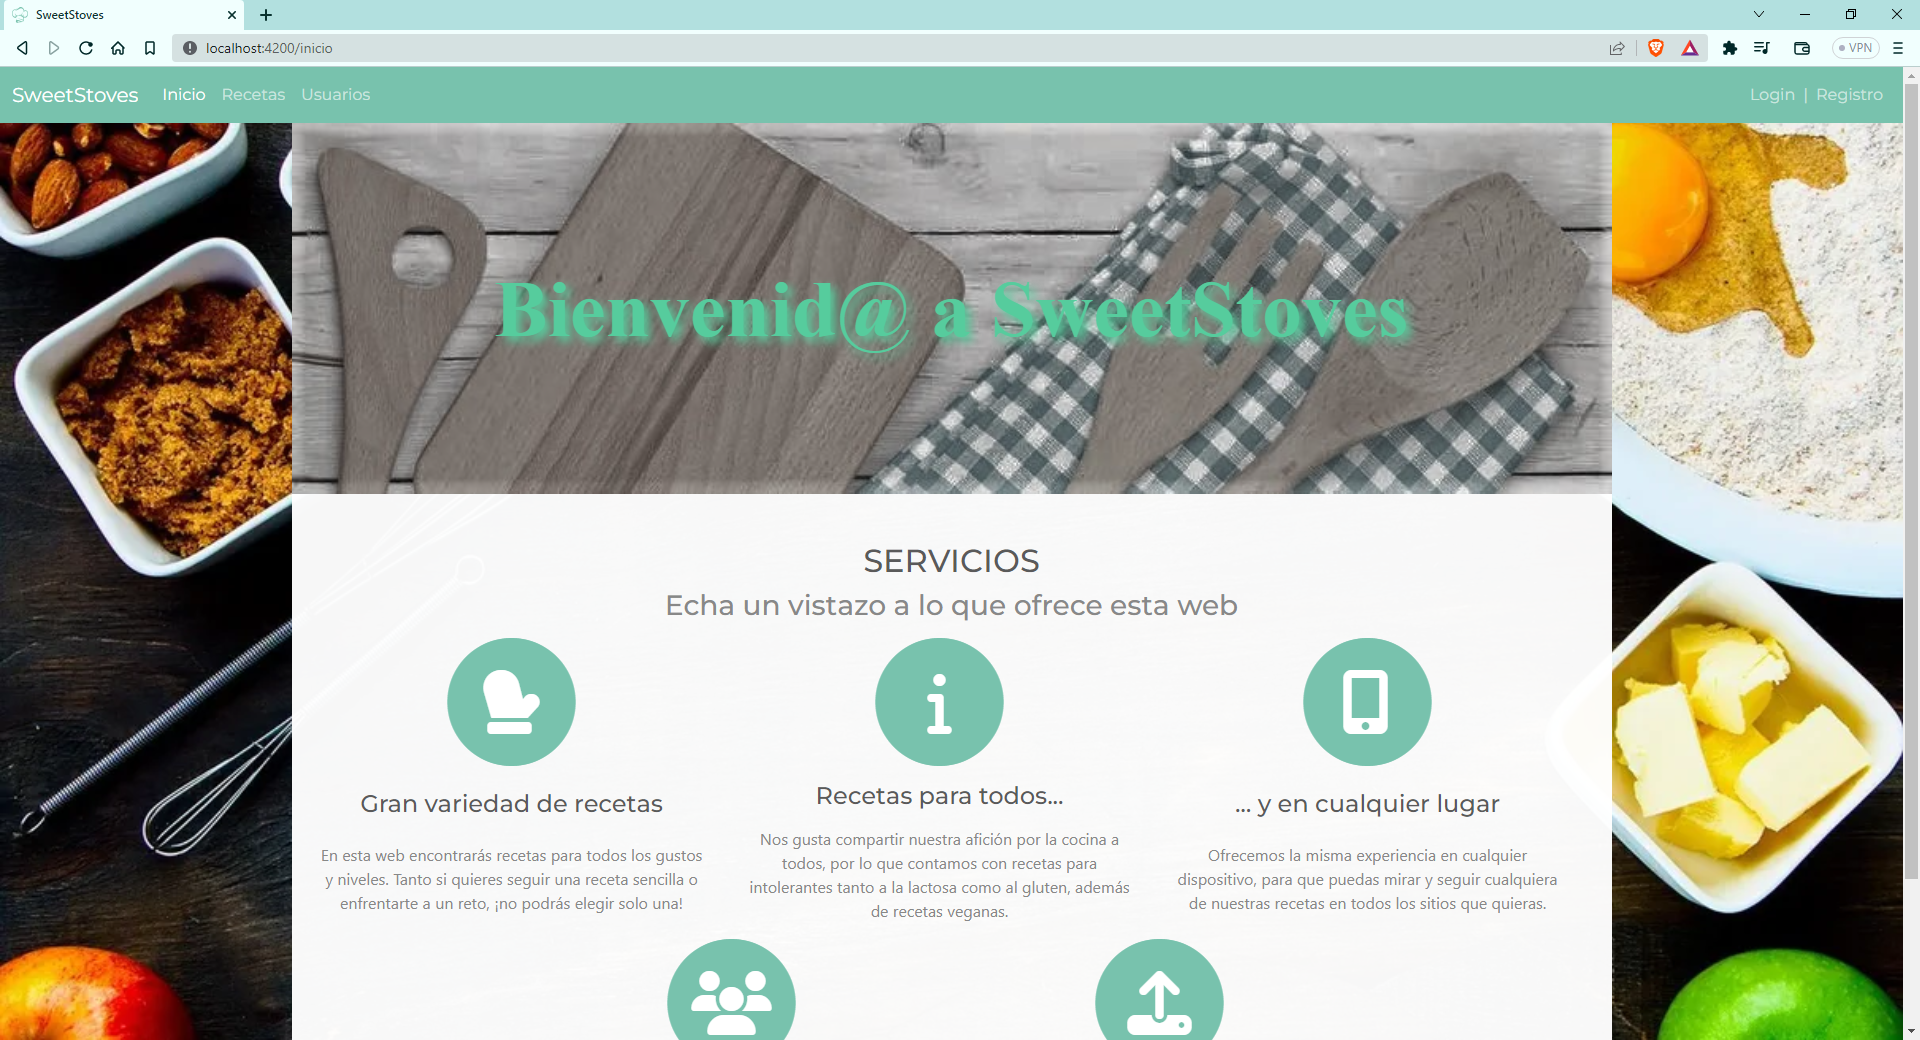 SweetStoves
localhost:4200/inicio
VPN
SweetStoves Inicio Recetas Usuarios Login | Registro
Bienvenid@ a SweetStoves
SERVICIOS
Echa un vistazo a lo que ofrece esta web
Gran variedad de recetas
En esta web encontrarás recetas para todos los gustos
y niveles. Tanto si quieres seguir una receta sencilla o
enfrentarte a un reto, ¡no podrás elegir solo una!
Recetas para todos...
Nos gusta compartir nuestra afición por la cocina a
todos, por lo que contamos con recetas para
intolerantes tanto a la lactosa como al gluten, además
de recetas veganas.
... y en cualquier lugar
Ofrecemos la misma experiencia en cualquier
dispositivo, para que puedas mirar y seguir cualquiera
de nuestras recetas en todos los sitios que quieras.